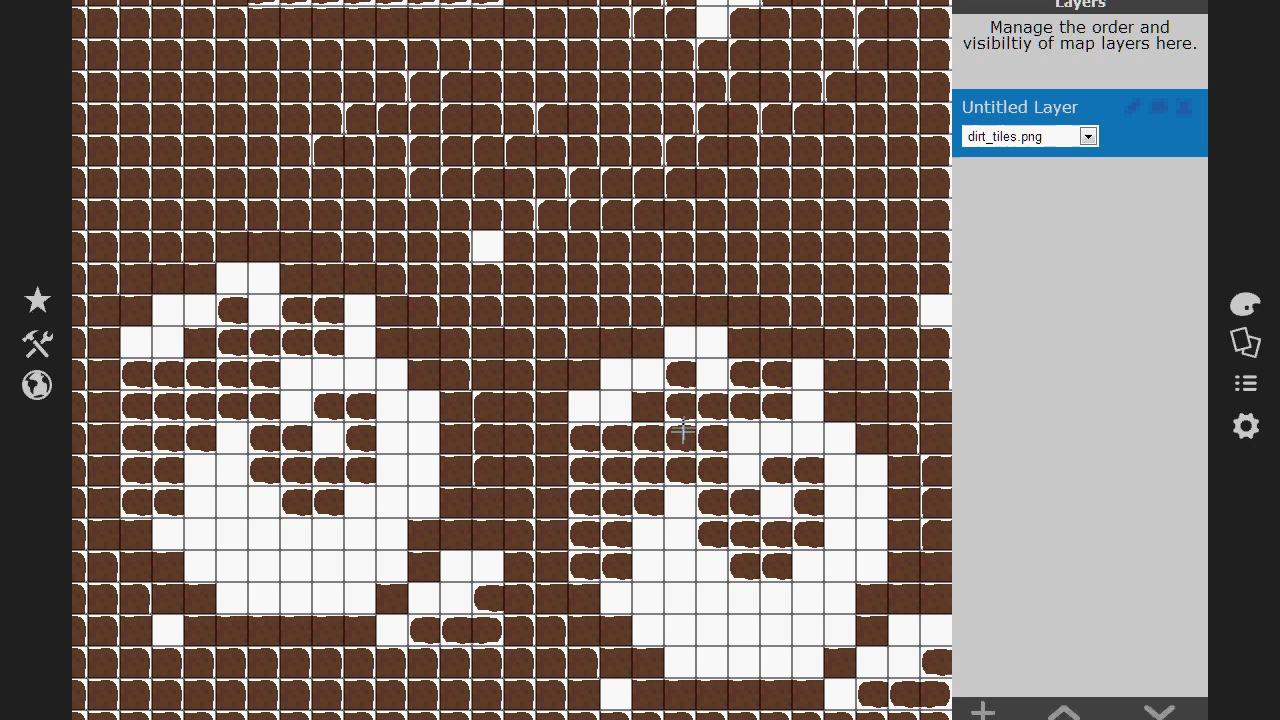 Layers
Manage the order and
visibiltiy of map layers here.
Untitled Layer
dirt_tiles.png